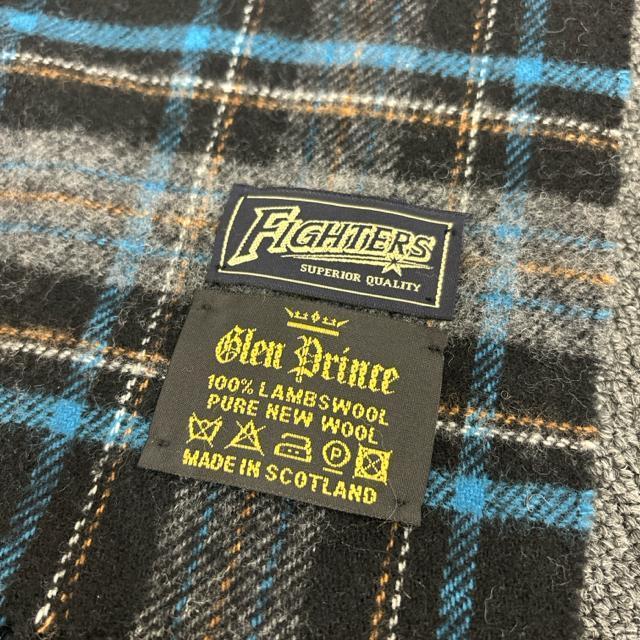 FIGHTERS
SUPERIOR QUALITY
Glen Prince
100% LAMBSWOOL
PURE NEW WOOL
P
MADE IN SCOTLAND